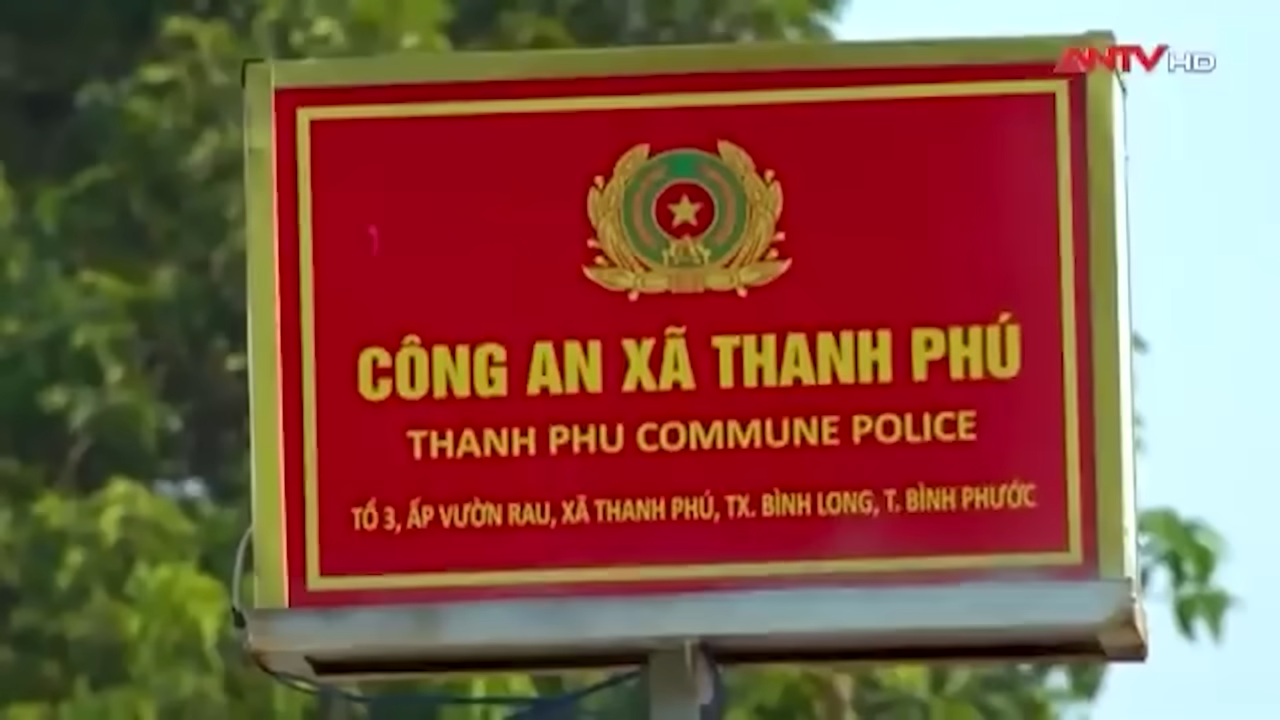 ANTV HD
CÔNG AN XÃ THANH PHÚ
THANH PHU COMMUNE POLICE
TỔ 3, ẤP VƯỜN RAU, XÃ THANH PHÚ, TX. BÌNH LONG, T. BÌNH PHƯỚC